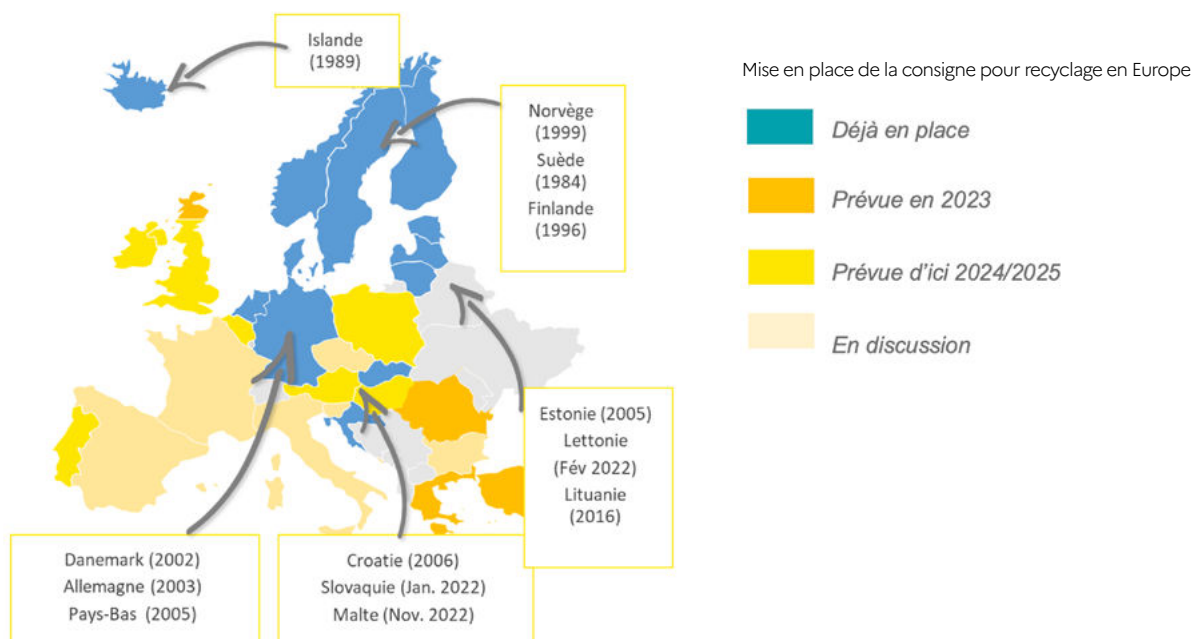 Islande
(1989)
Norvège
(1999)
Suède
(1984)
Finlande
(1996)
Estonie (2005)
Lettonie
(Fév 2022)
Lituanie
(2016)
Danemark (2002)
Allemagne (2003)
Pays-Bas (2005)
Croatie (2006)
Slovaquie (Jan. 2022)
Malte (Nov. 2022)
Mise en place de la consigne pour recyclage en Europe
Déjà en place
Prévue en 2023
Prévue d'ici 2024/2025
En discussion